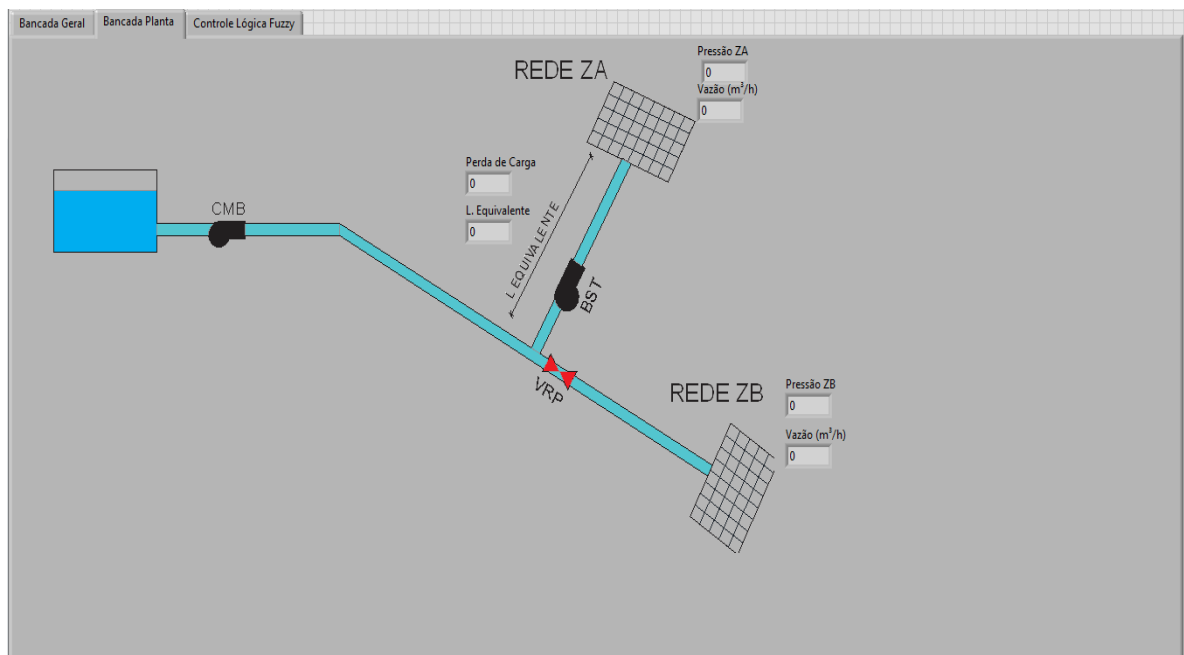 Bancada Geral
Bancada Planta
Controle Lógica Fuzzy
REDE ZA
Pressão ZA
0
Vazão (m³/h)
0
Perda de Carga
0
L. Equivalente
0
L EQUIVALENTE
CMB
BST
VRP
REDE ZB
Pressão ZB
0
Vazão (m³/h)
0